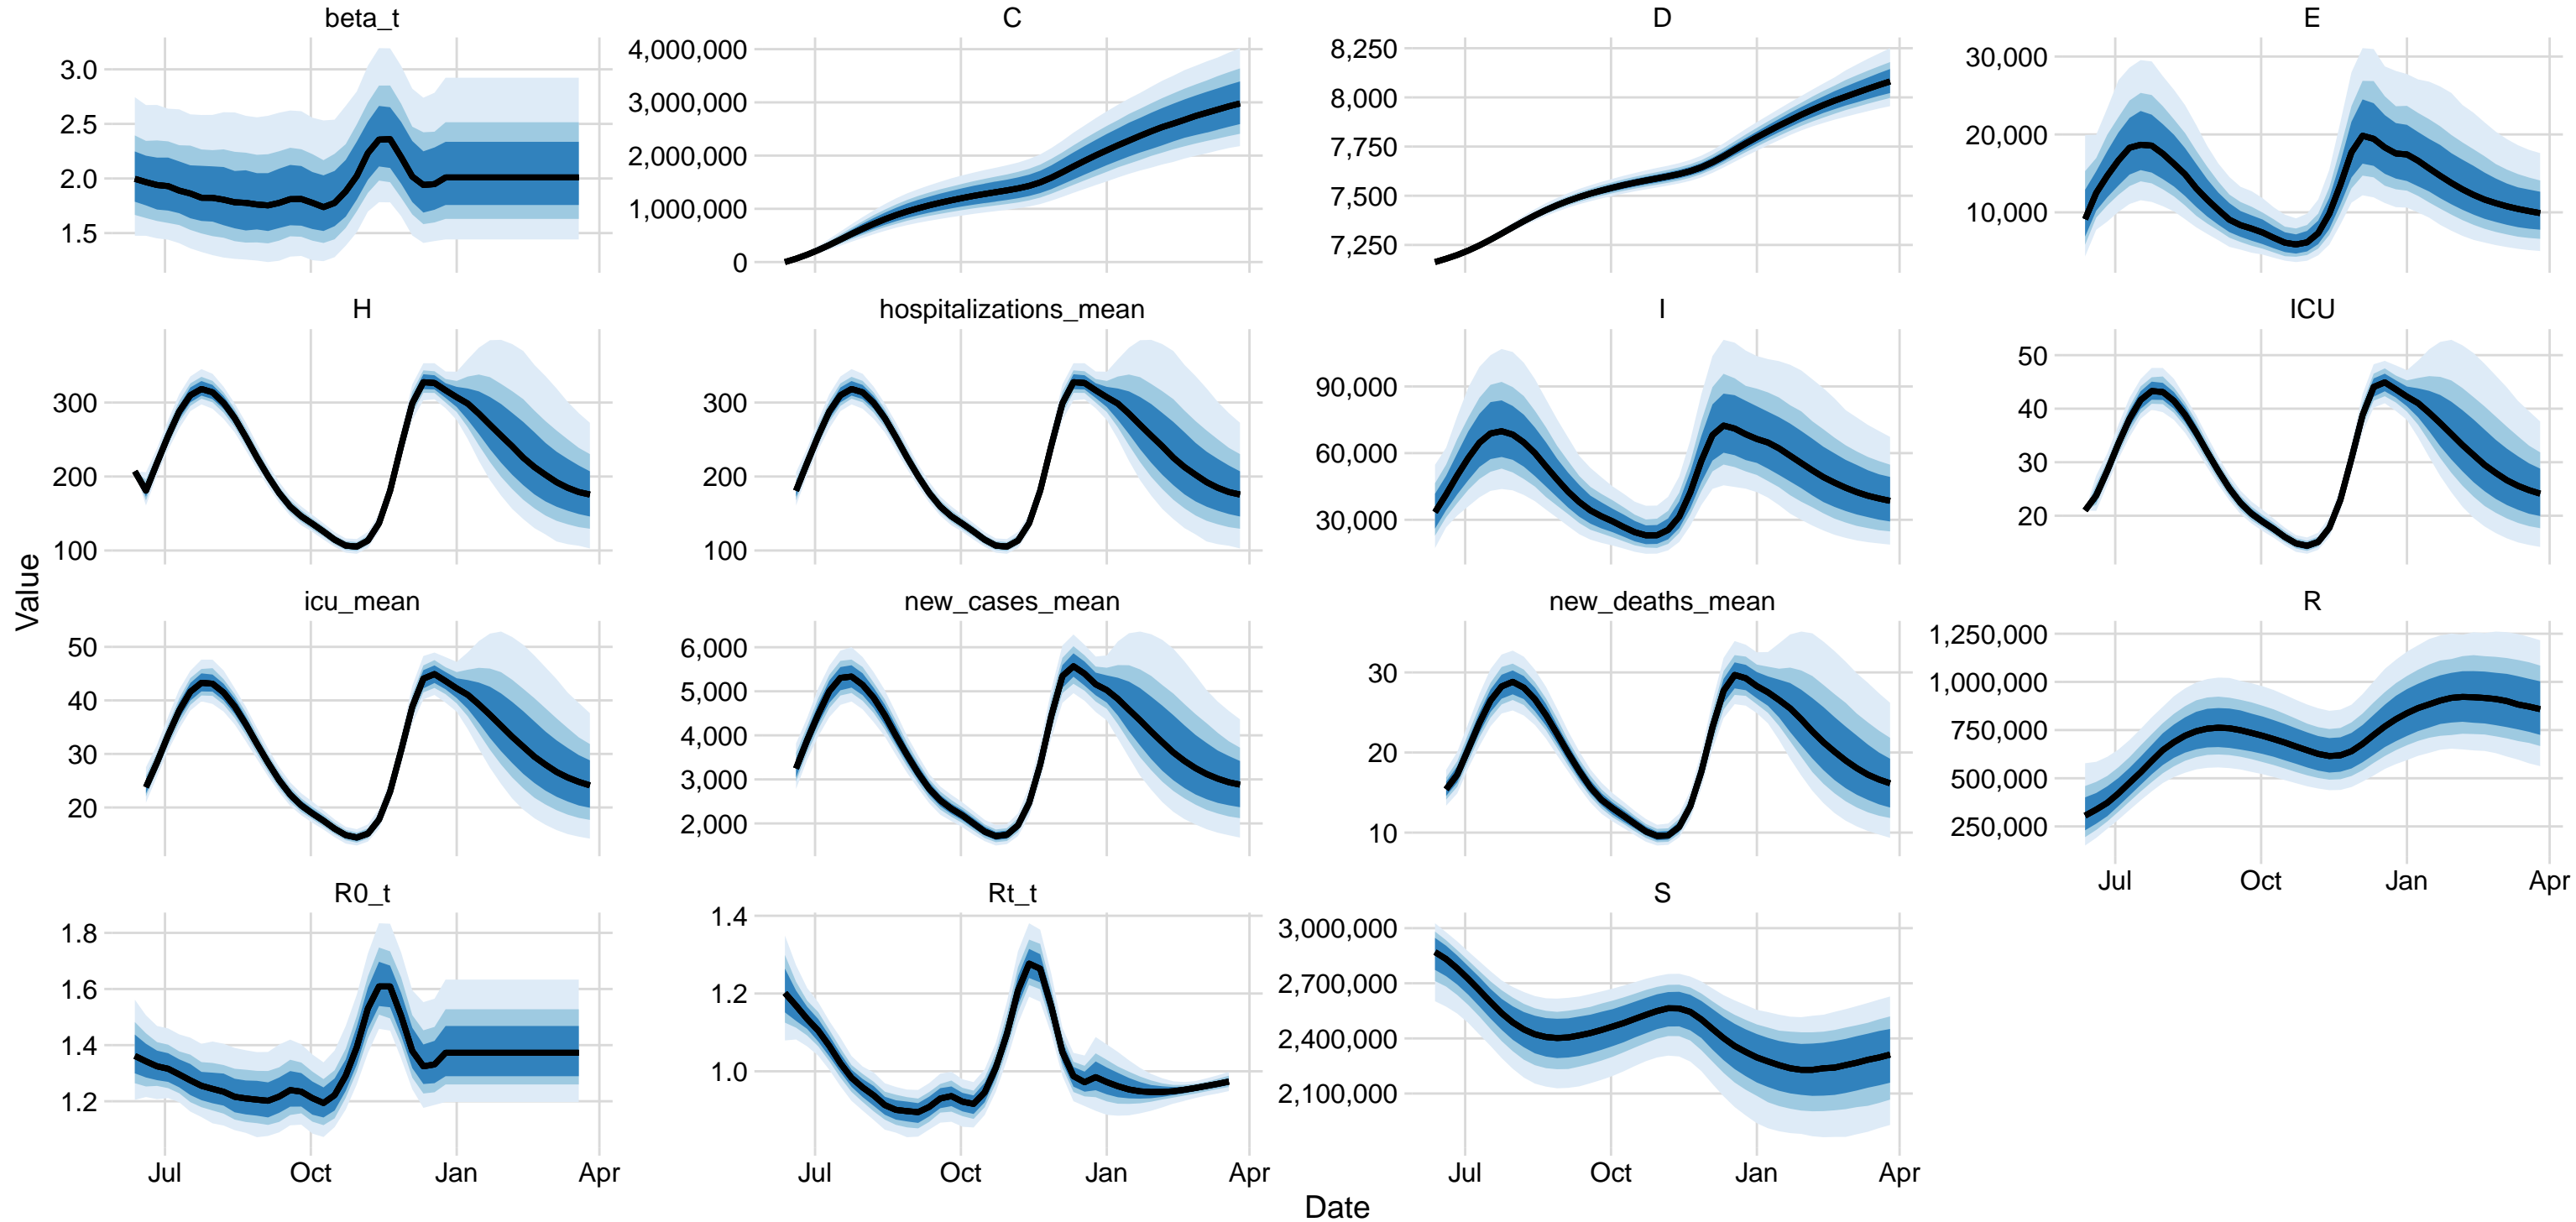 beta_t
C
D
E
3.0
2.5
2.0
1.5
4,000,000
3,000,000
2,000,000
1,000,000
0
8,250
8,000
7,750
7,500
7,250
30,000
20,000
10,000
H
hospitalizations_mean
I
ICU
300
200
100
300
200
100
90,000
60,000
30,000
50
40
30
20
Value
icu_mean
new_cases_mean
new_deaths_mean
R
50
40
30
20
6,000
5,000
4,000
3,000
2,000
30
20
10
1,250,000
1,000,000
750,000
500,000
250,000
Jul Oct Jan Apr
R0_t
Rt_t
S
1.8
1.6
1.4
1.2
1.4
1.2
1.0
3,000,000
2,700,000
2,400,000
2,100,000
Jul Oct Jan Apr
Jul Oct Jan Apr
Jul Oct Jan Apr
Date